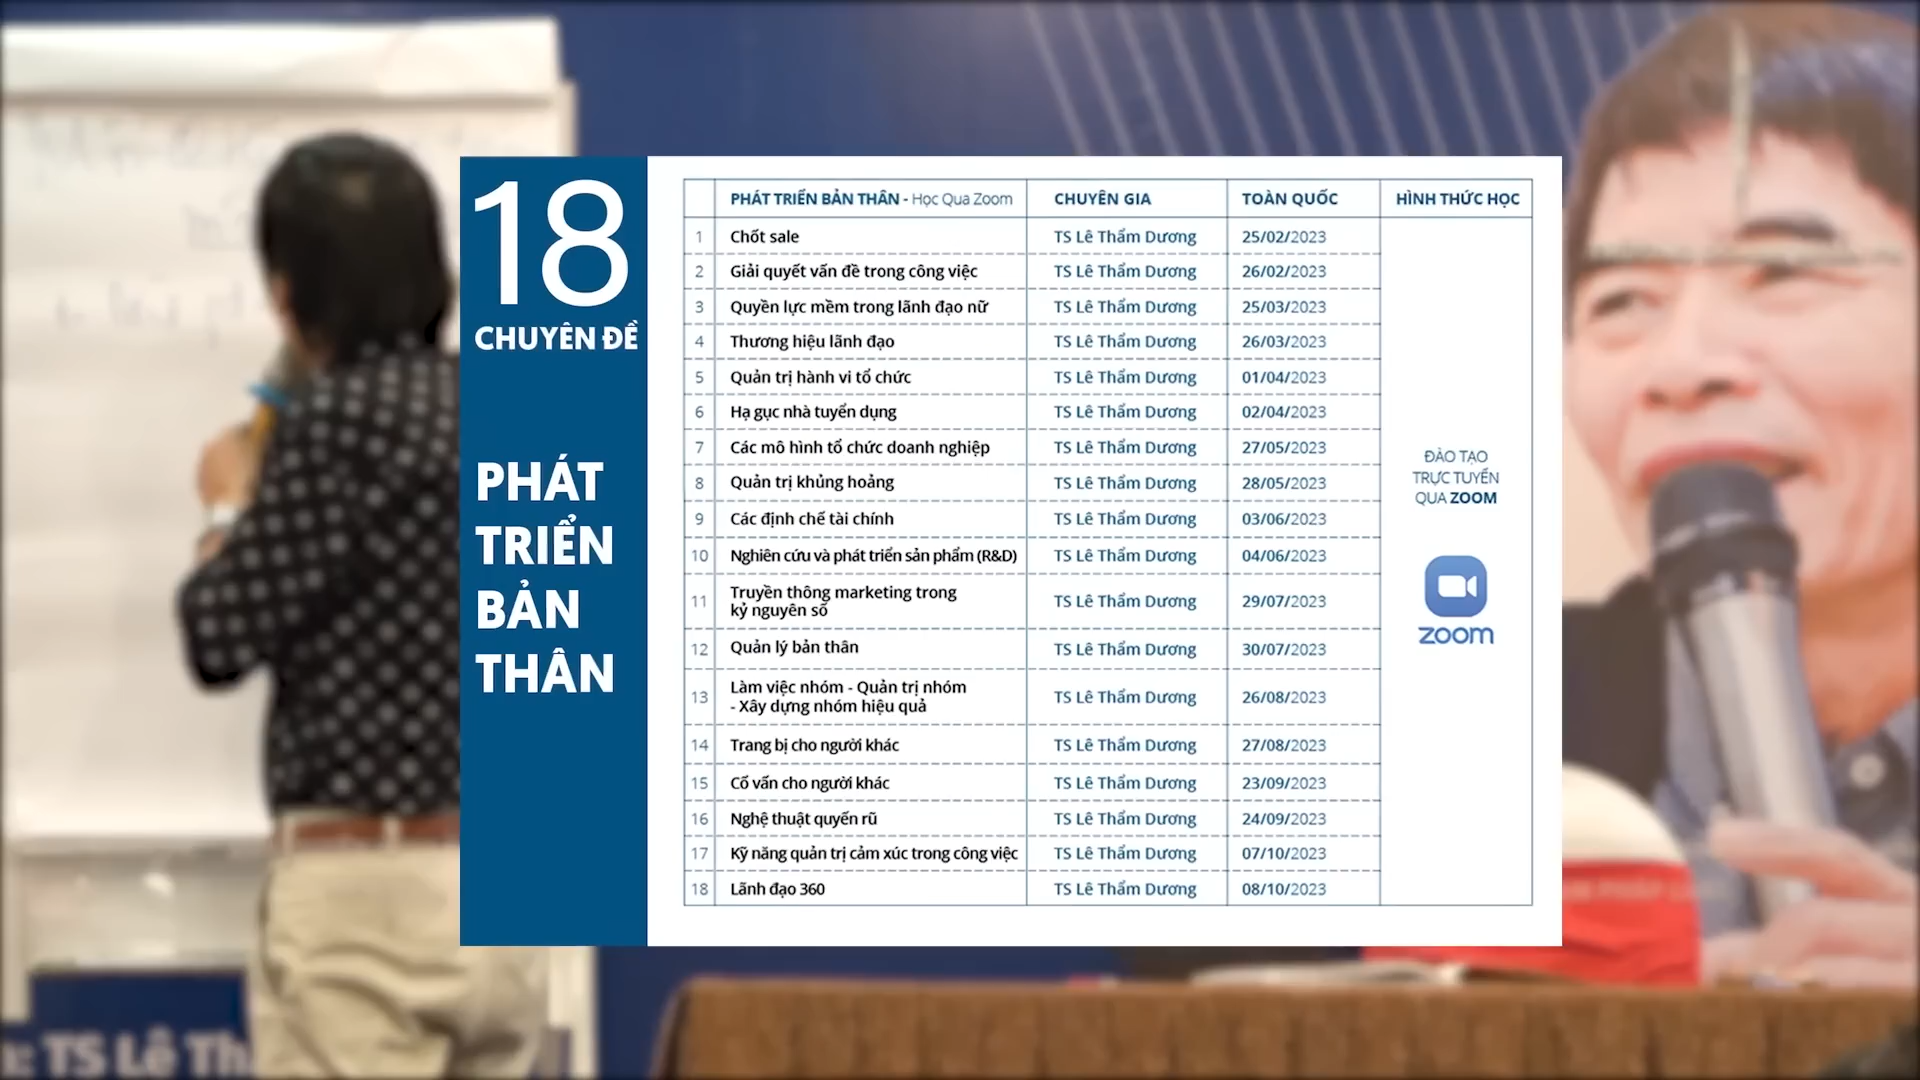 18
CHUYÊN ĐỀ
PHÁT
TRIỂN
BẢN
THÂN
PHÁT TRIỂN BẢN THÂN - Học Qua Zoom CHUYÊN GIA TOÀN QUỐC HÌNH THỨC HỌC
1 Chốt sale TS Lê Thẩm Dương 25/02/2023
2 Giải quyết vấn đề trong công việc TS Lê Thẩm Dương 26/02/2023
3 Quyền lực mềm trong lãnh đạo nữ TS Lê Thẩm Dương 25/03/2023
4 Thương hiệu lãnh đạo TS Lê Thẩm Dương 26/03/2023
5 Quản trị hành vi tổ chức TS Lê Thẩm Dương 01/04/2023
6 Hạ gục nhà tuyển dụng TS Lê Thẩm Dương 02/04/2023
7 Các mô hình tổ chức doanh nghiệp TS Lê Thẩm Dương 27/05/2023
8 Quản trị khủng hoảng TS Lê Thẩm Dương 28/05/2023
9 Các định chế tài chính TS Lê Thẩm Dương 03/06/2023
10 Nghiên cứu và phát triển sản phẩm (R&D) TS Lê Thẩm Dương 04/06/2023
11 Truyền thông marketing trong
kỷ nguyên số TS Lê Thẩm Dương 29/07/2023
12 Quản lý bản thân TS Lê Thẩm Dương 30/07/2023
13 Làm việc nhóm - Quản trị nhóm
- Xây dựng nhóm hiệu quả TS Lê Thẩm Dương 26/08/2023
14 Trang bị cho người khác TS Lê Thẩm Dương 27/08/2023
15 Cố vấn cho người khác TS Lê Thẩm Dương 23/09/2023
16 Nghệ thuật quyến rũ TS Lê Thẩm Dương 24/09/2023
17 Kỹ năng quản trị cảm xúc trong công việc TS Lê Thẩm Dương 07/10/2023
18 Lãnh đạo 360 TS Lê Thẩm Dương 08/10/2023
ĐÀO TẠO
TRỰC TUYẾN
QUA ZOOM
zoom
TS Lê